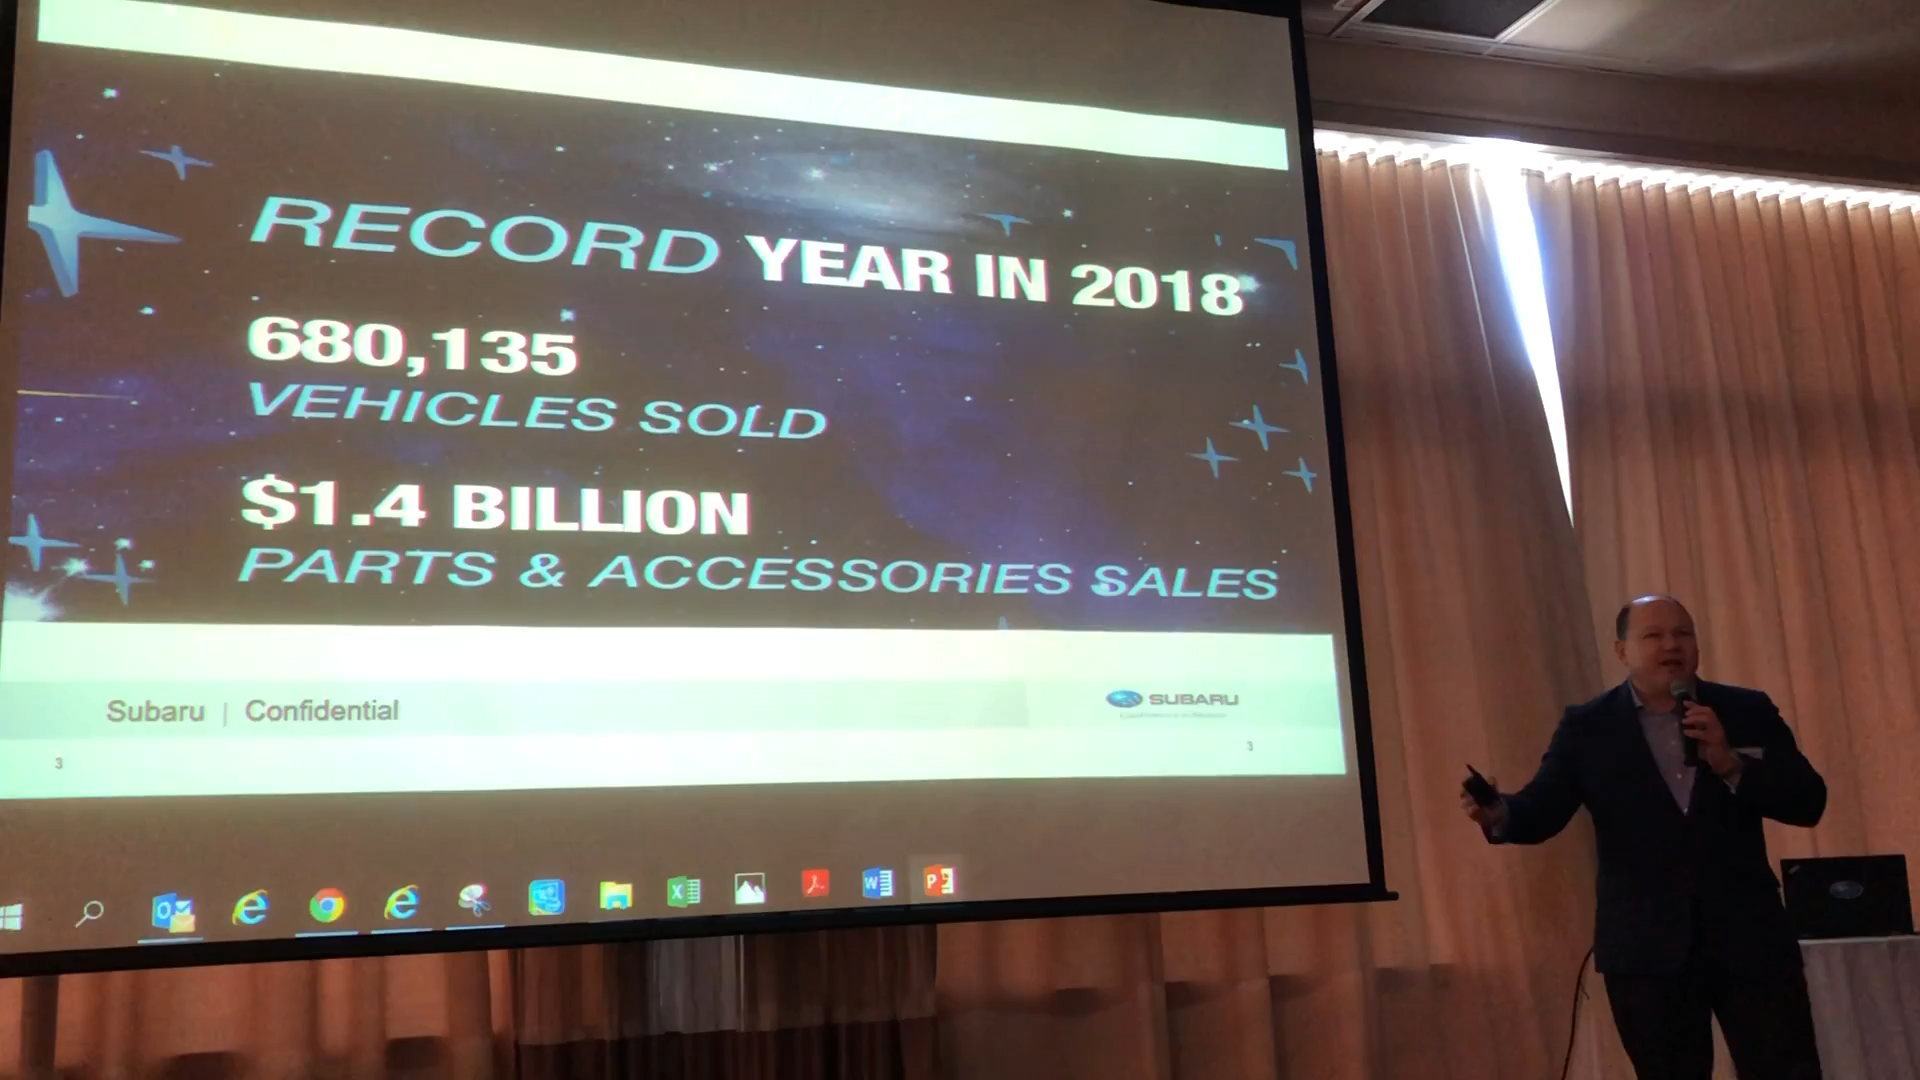 RECORD YEAR IN 2018
680,135
VEHICLES SOLD
$1.4 BILLION
PARTS & ACCESSORIES SALES
Subaru | Confidential
SUBARU
3
3